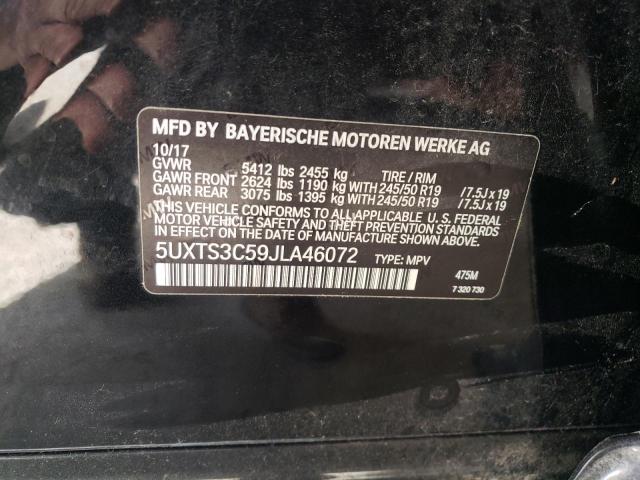 MFD BY BAYERISCHE MOTOREN WERKE AG
10/17
GVWR 5412 lbs 2455 kg TIRE / RIM
GAWR FRONT 2624 lbs 1190 kg WITH 245/50 R19 /7.5J x 19
GAWR REAR 3075 lbs 1395 kg WITH 245/50 R19 /7.5J x 19
THIS VEHICLE CONFORMS TO ALL APPLICABLE U. S. FEDERAL
MOTOR VEHICLE SAFETY AND THEFT PREVENTION STANDARDS
IN EFFECT ON THE DATE OF MANUFACTURE SHOWN ABOVE.
5UXTS3C59JLA46072 TYPE: MPV
475M
7 320 730